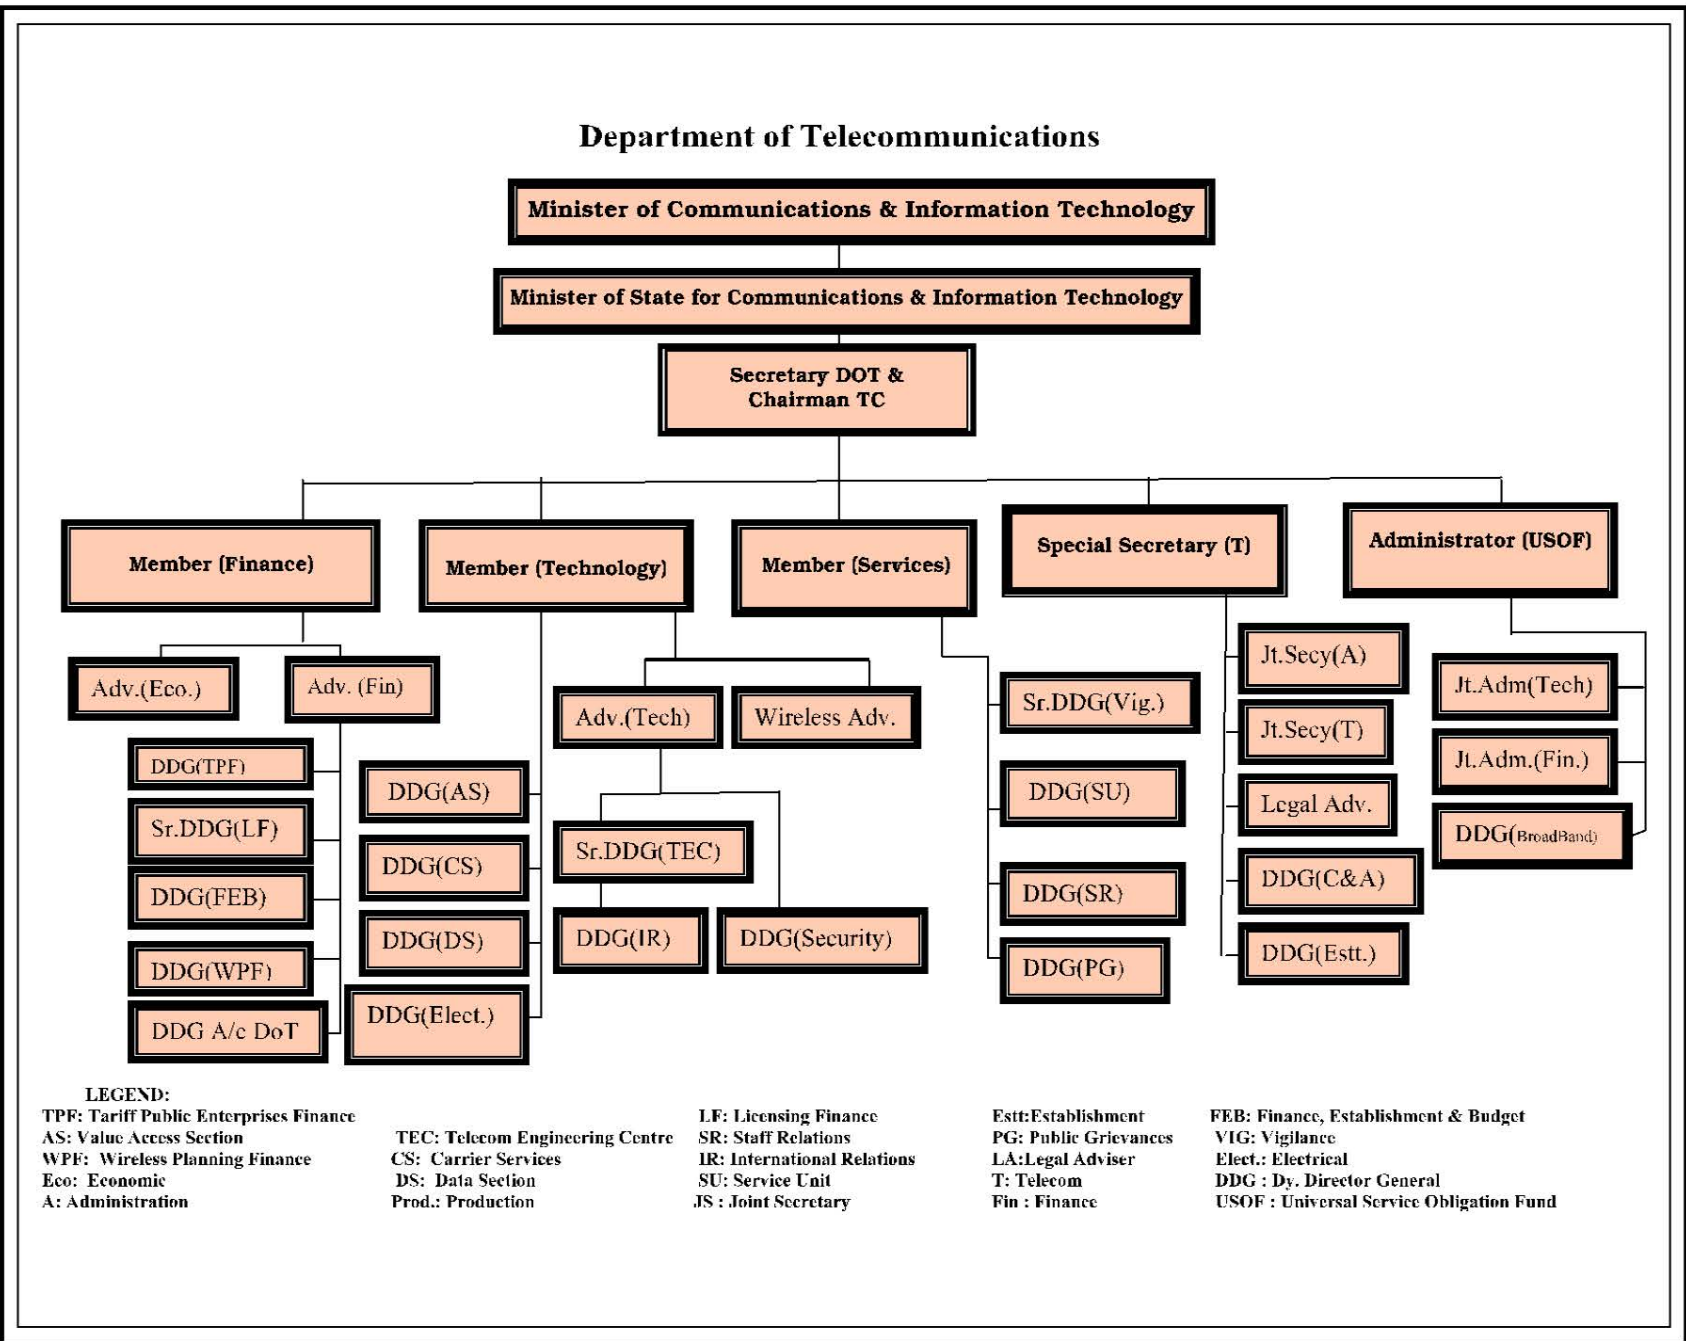 Department of Telecommunications
Minister of Communications & Information Technology
Minister of State for Communications & Information Technology
Secretary DOT &
Chairman TC
Member (Finance)
Member (Technology)
Member (Services)
Special Secretary (T)
Administrator (USOF)
Adv.(Eco.)
Adv. (Fin)
DDG(TPF)
Sr.DDG(LF)
DDG(FEB)
DDG(WPF)
DDG A/c DoT
DDG(AS)
DDG(CS)
DDG(DS)
DDG(Elect.)
Adv.(Tech)
Wireless Adv.
Sr.DDG(TEC)
DDG(IR)
DDG(Security)
Sr.DDG(Vig.)
DDG(SU)
DDG(SR)
DDG(PG)
Jt.Secy(A)
Jt.Secy(T)
Legal Adv.
DDG(C&A)
DDG(Estt.)
Jt.Adm(Tech)
Jt.Adm.(Fin.)
DDG(BroadBand)
LEGEND:
TPF: Tariff Public Enterprises Finance
AS: Value Access Section
WPF: Wireless Planning Finance
Eco: Economic
A: Administration
TEC: Telecom Engineering Centre
CS: Carrier Services
DS: Data Section
Prod.: Production
LF: Licensing Finance
SR: Staff Relations
IR: International Relations
SU: Service Unit
JS : Joint Secretary
Estt:Establishment
PG: Public Grievances
LA:Legal Adviser
T: Telecom
Fin : Finance
FEB: Finance, Establishment & Budget
VIG: Vigilance
Elect.: Electrical
DDG : Dy. Director General
USOF : Universal Service Obligation Fund